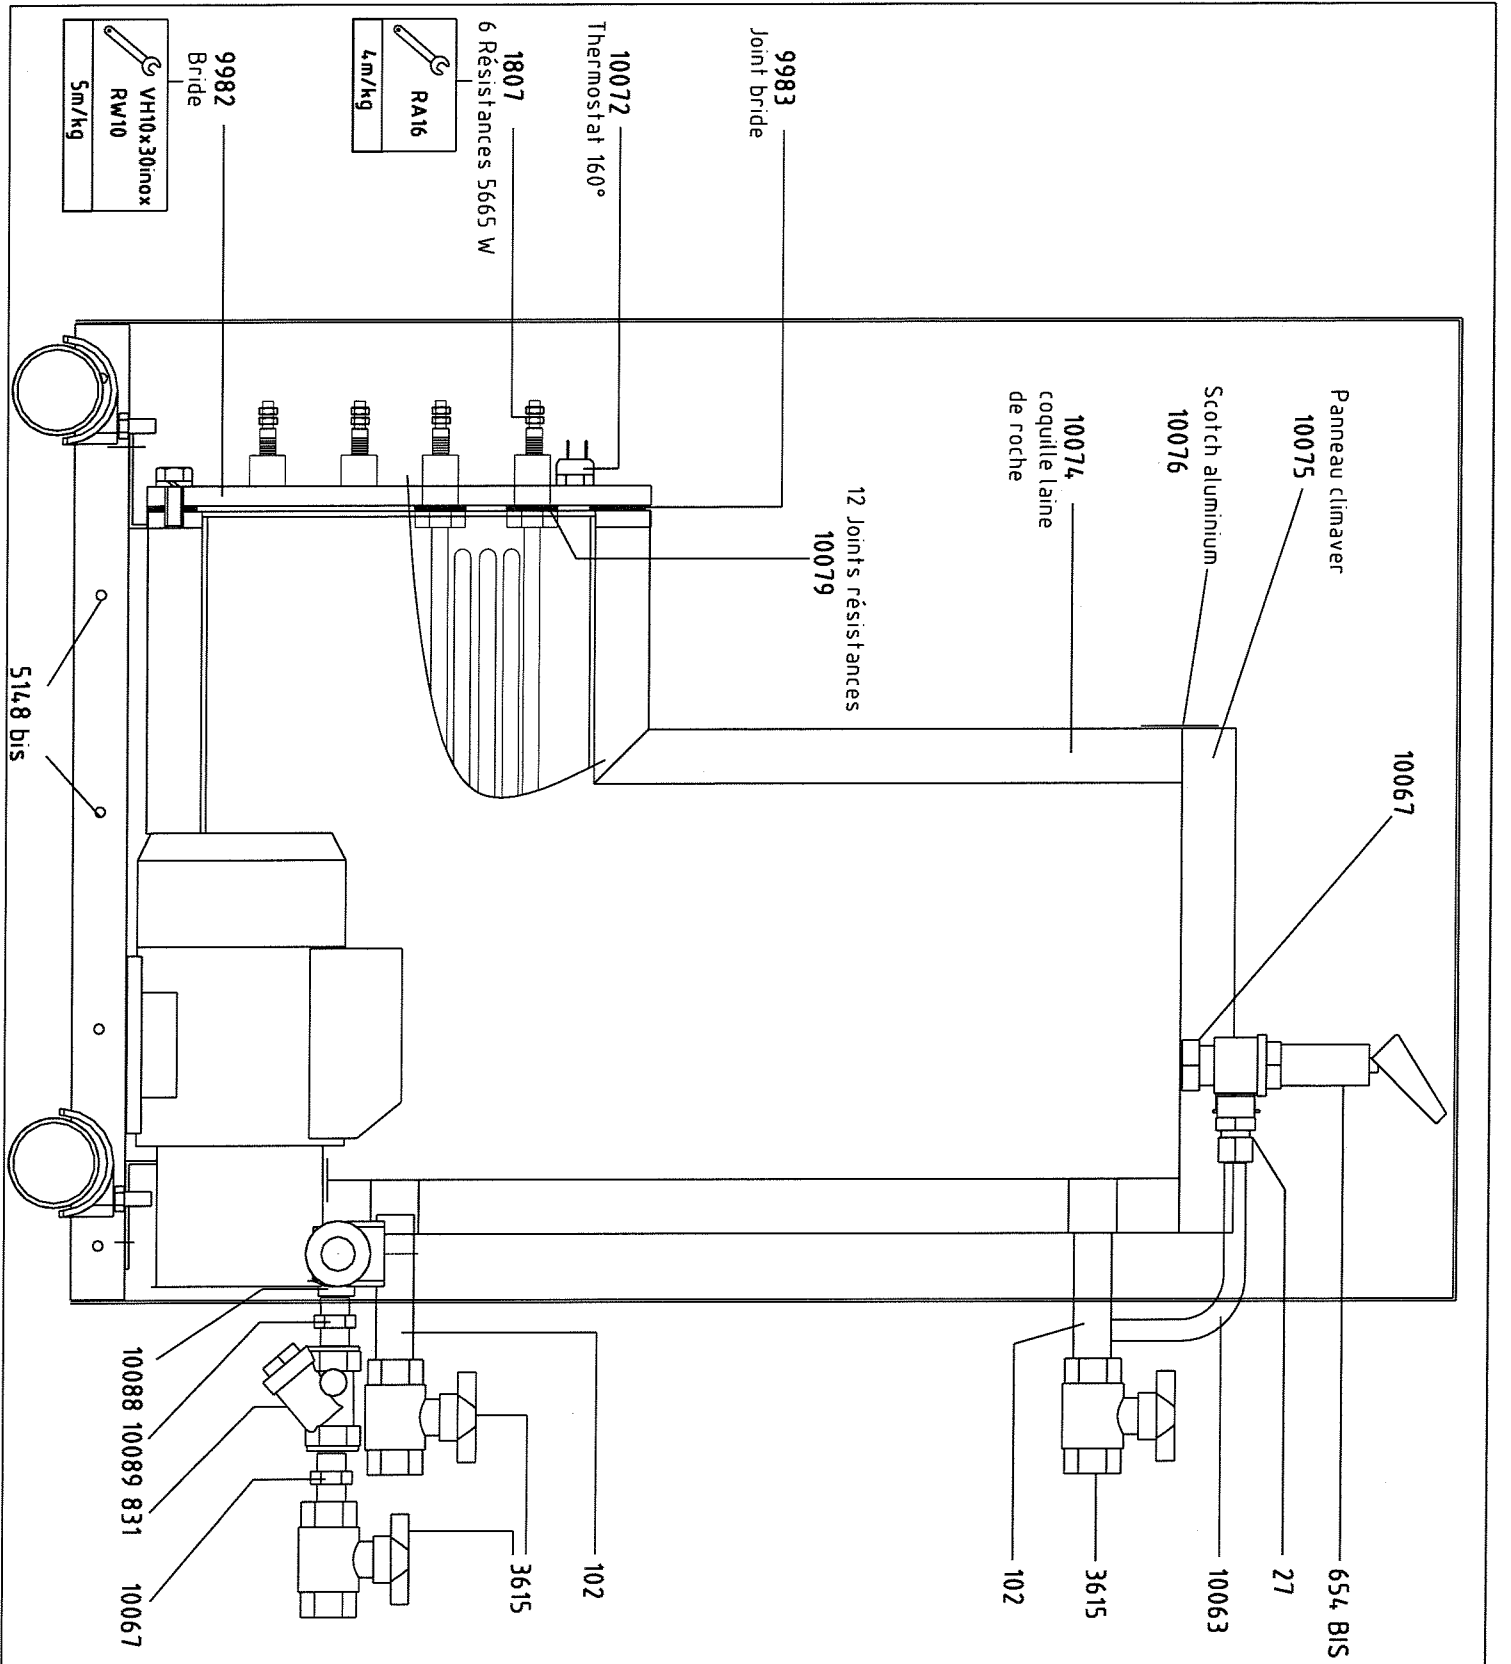 9983
Joint bride
10072
Thermostat 160°
1807
6 Résistances 5665 W
RA16
4m/kg
9982
Bride
VH10x30inox
RW10
5m/kg
Panneau climaver
10075
Scotch aluminium
10076
10074
coquille laine
de roche
12 Joints résistances
10079
10067
5148 bis
654 BIS
27
10063
3615
102
102
3615
10088
10089
831
10067